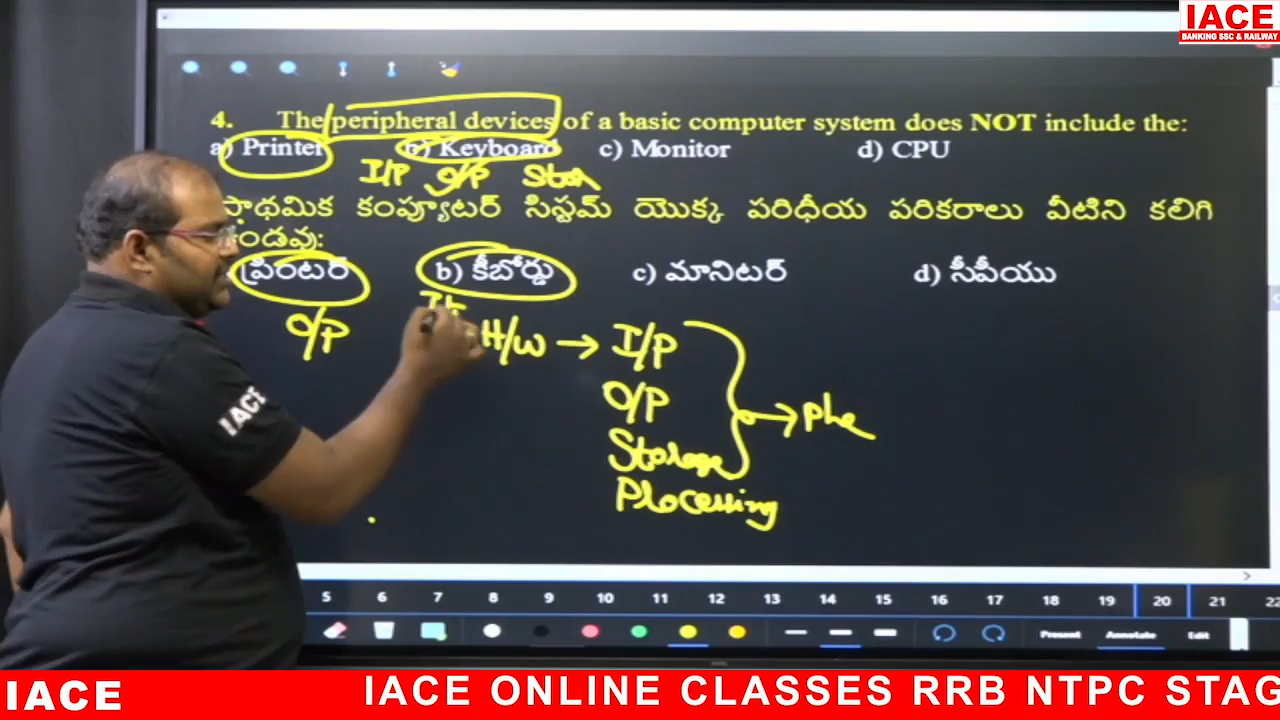 IACE
BANKING SSC & RAILWAY
4. The peripheral devices of a basic computer system does NOT include the:
a) Printer b) Keyboard c) Monitor d) CPU
I/P O/P
ప్రాథమిక కంప్యూటర్ సిస్టమ్ యొక్క పరిధీయ పరికరాలు వీటిని కలిగి
ఉండవు:
ప్రింటర్ b) కీబోర్డు c) మానిటర్ d) సీపీయు
O/P H/W → I/P
O/P
Storage
Processing
IACE
5 6 7 8 9 10 11 12 13 14 15 16 17 18 19 20 21 22
Present Annotate Edit
IACE IACE ONLINE CLASSES RRB NTPC STAG